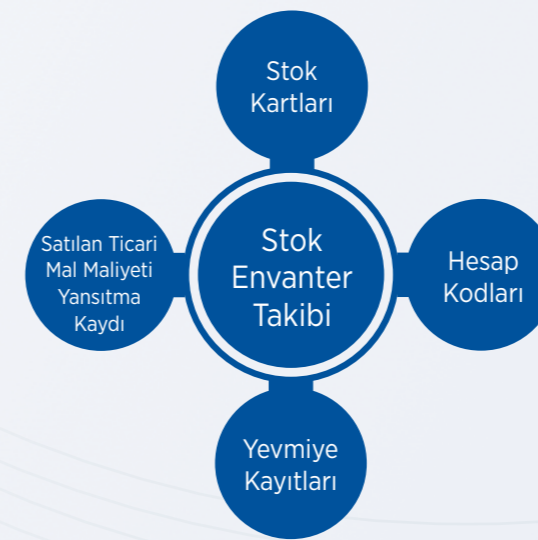 Stok
Kartları
Satılan Ticari
Mal Maliyeti
Yansıtma
Kaydı
Stok
Envanter
Takibi
Hesap
Kodları
Yevmiye
Kayıtları